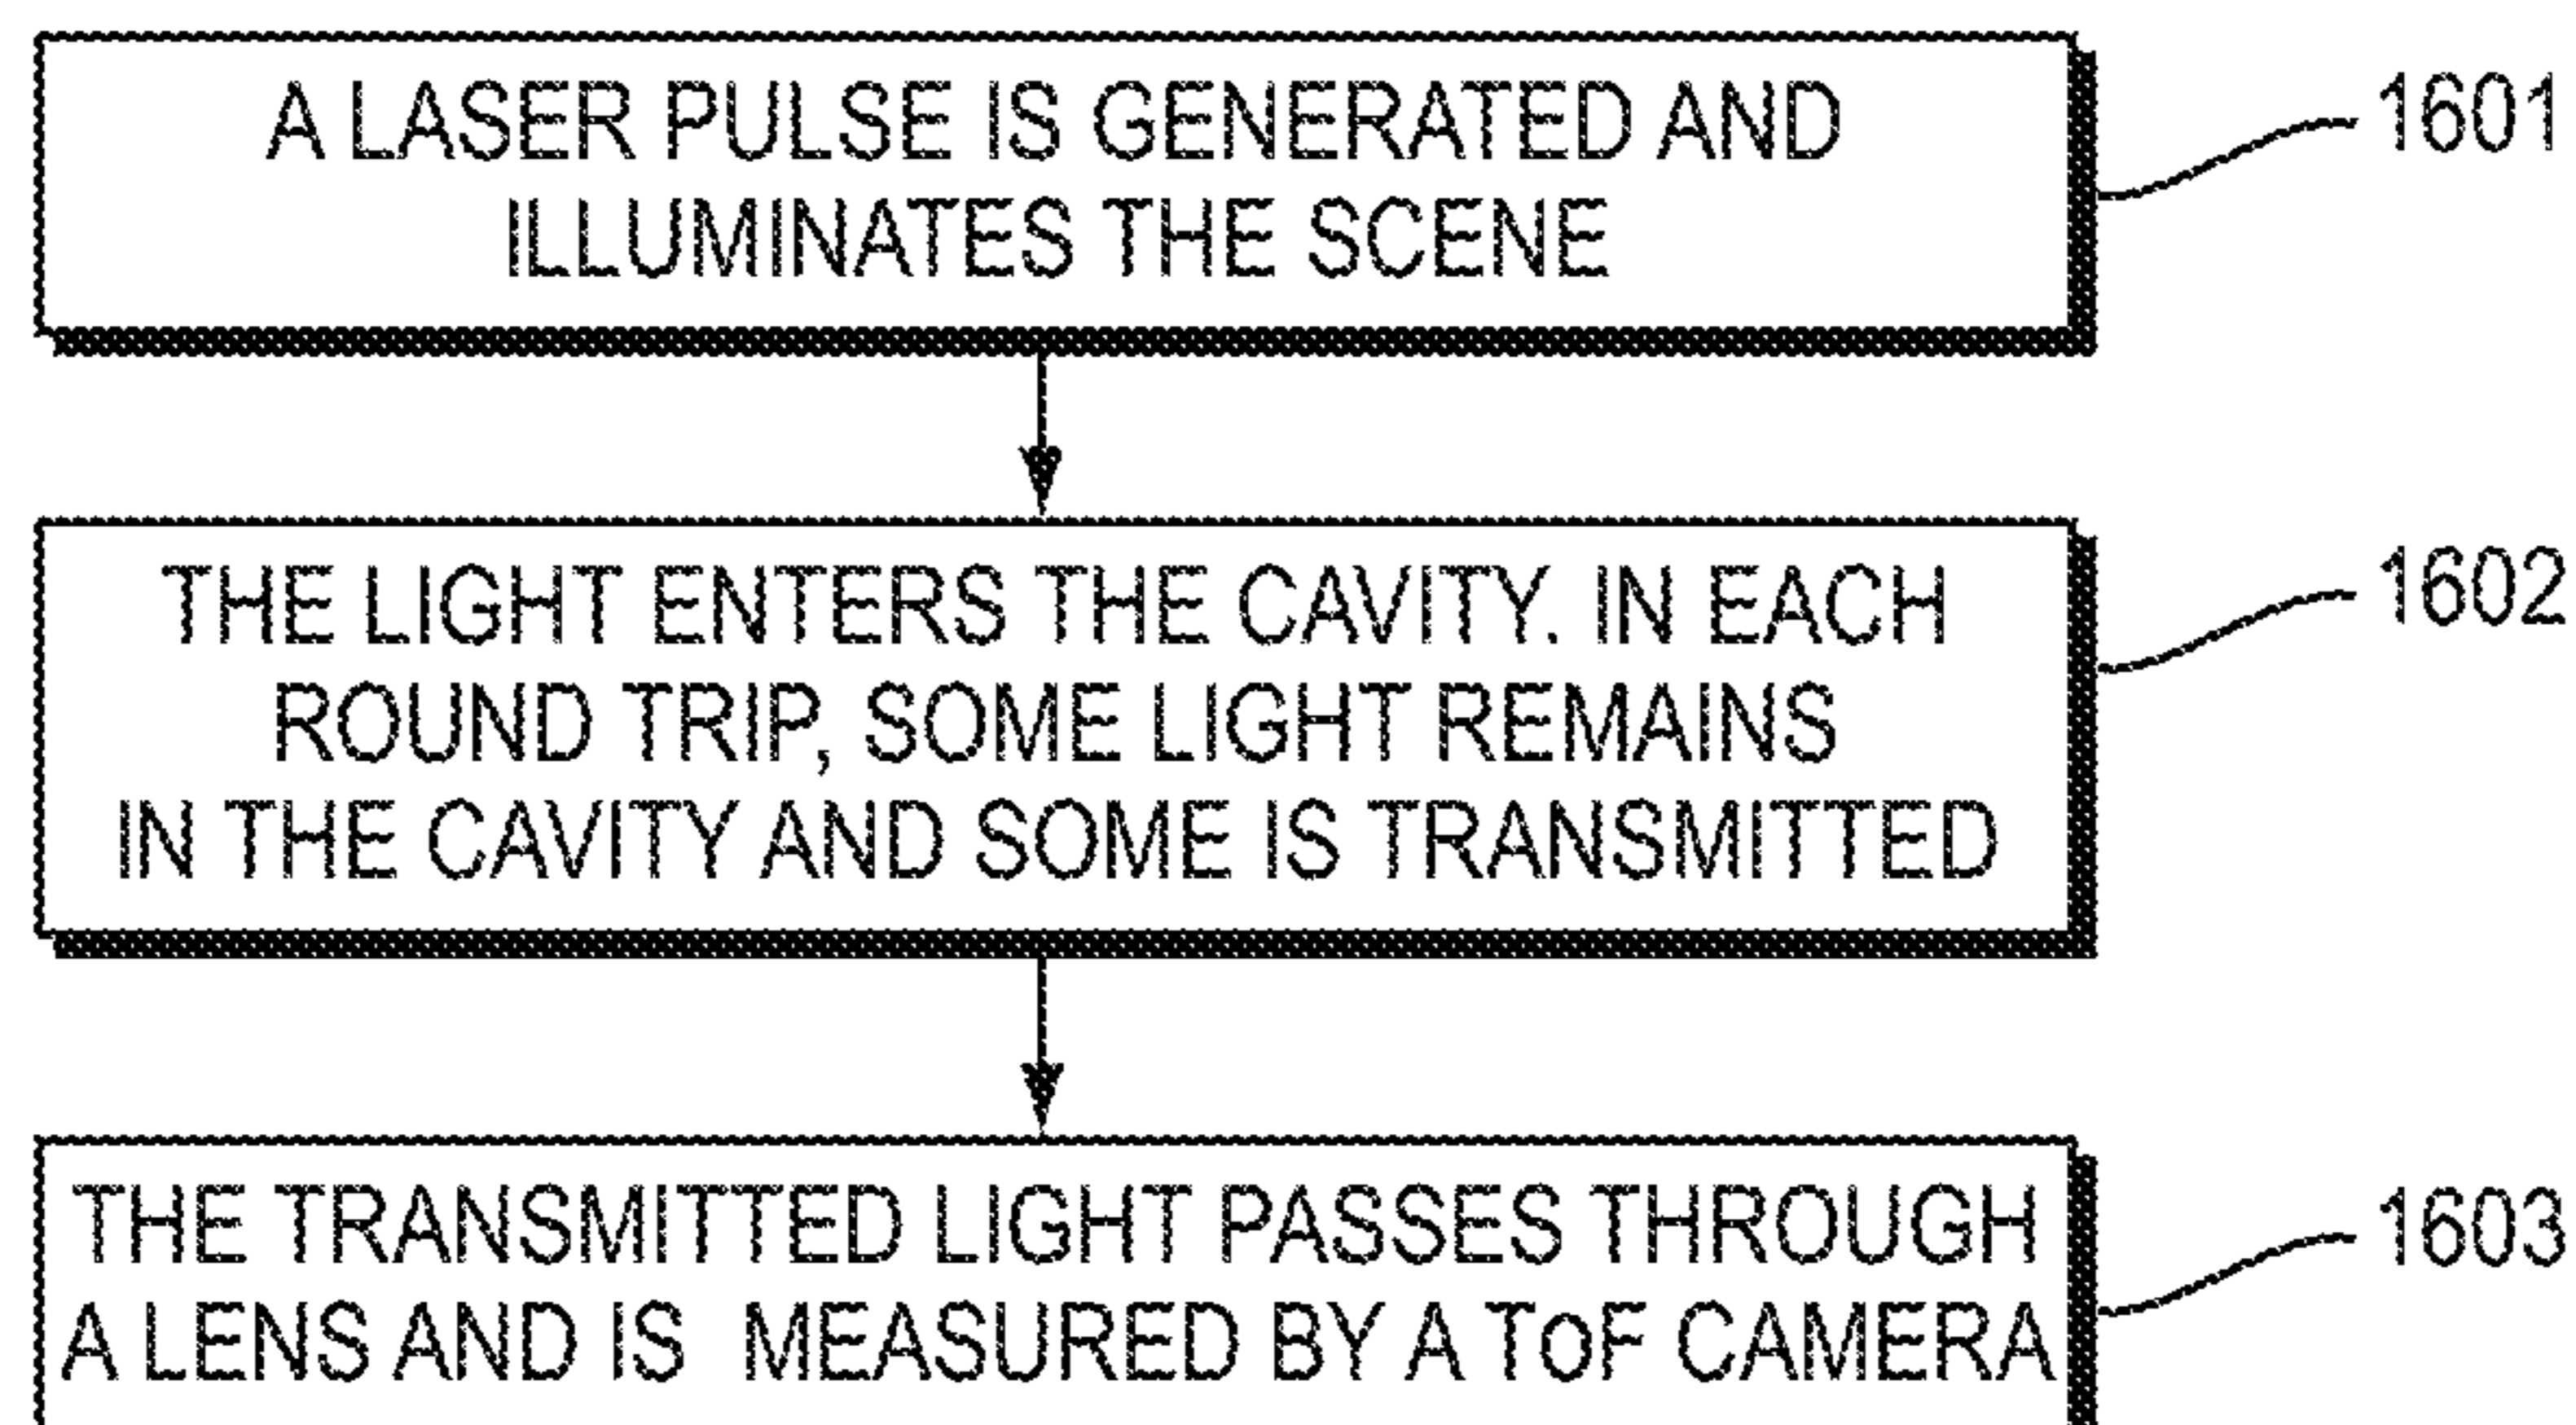 A LASER PULSE IS GENERATED AND
ILLUMINATES THE SCENE
1601
THE LIGHT ENTERS THE CAVITY. IN EACH
ROUND TRIP, SOME LIGHT REMAINS
IN THE CAVITY AND SOME IS TRANSMITTED
1602
THE TRANSMITTED LIGHT PASSES THROUGH
A LENS AND IS MEASURED BY A ToF CAMERA
1603